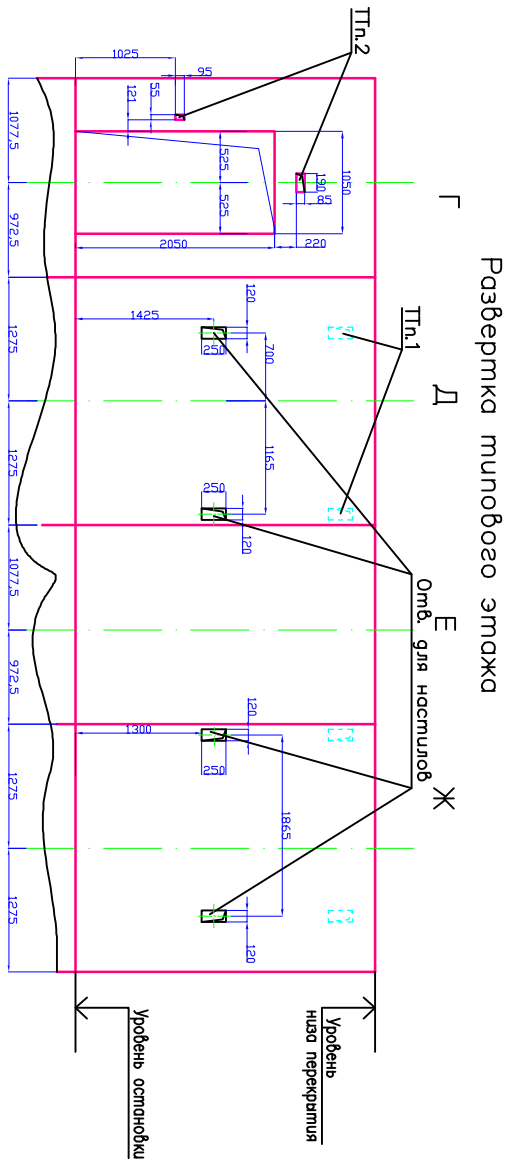 Развертка типового этажа
Г
Д
Е
Ж
ТТп.2
ТТп.1
Отв. для настилов
Уровень
низа перекрытия
Уровень остановки
1050
190
85
220
525
525
2050
95
55
121
1025
120
250
1425
700
1165
250
120
120
250
1300
1865
120
1077,5
972,5
1275
1275
1077,5
972,5
1275
1275